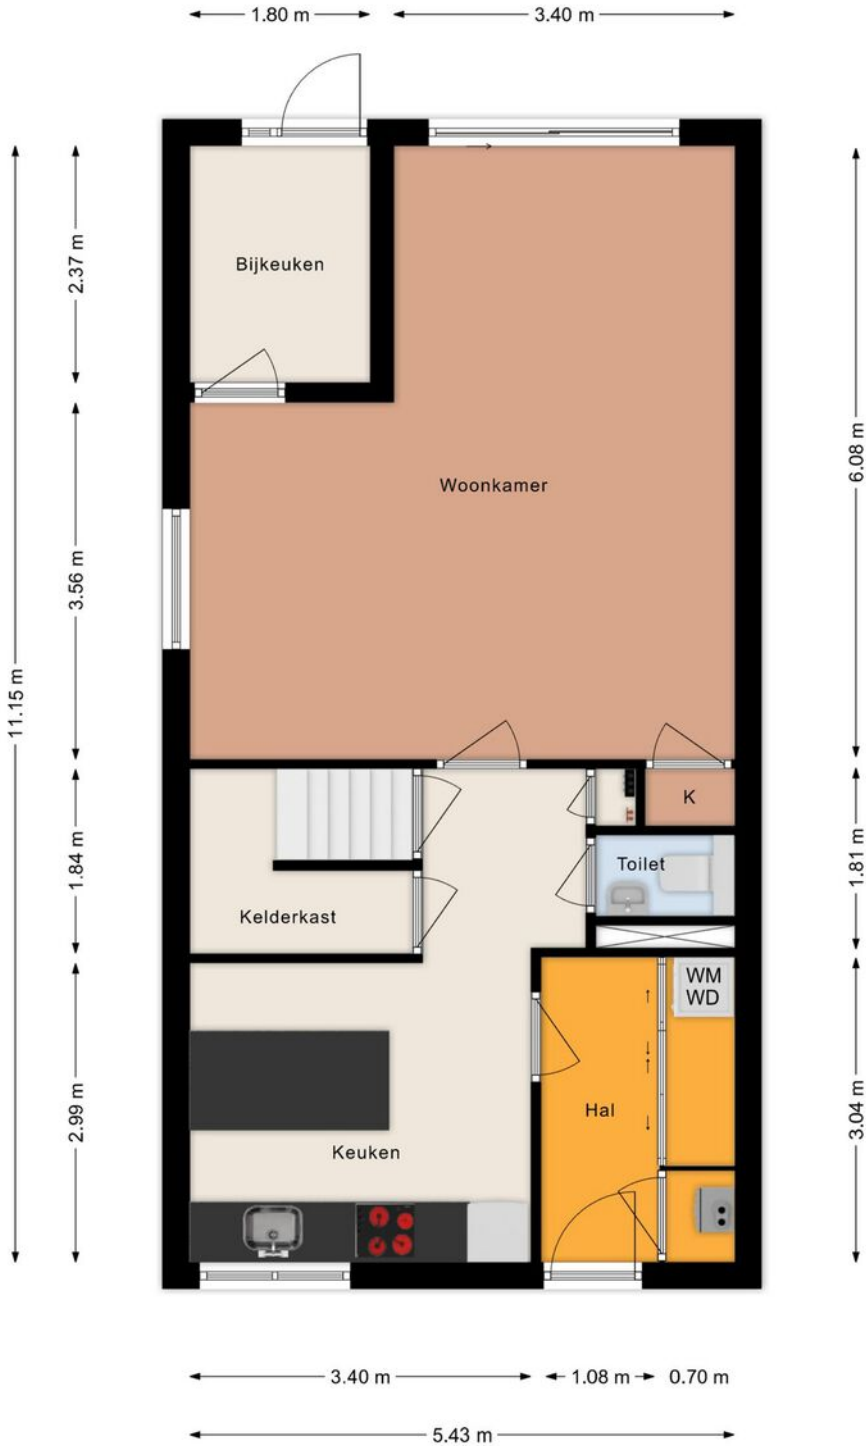 1.80 m
3.40 m
Bijkeuken
2.37 m
6.08 m
Woonkamer
3.56 m
11.15 m
K
1.84 m
Toilet
1.81 m
Kelderkast
WM
WD
2.99 m
Hal
3.04 m
Keuken
3.40 m
1.08 m
0.70 m
5.43 m